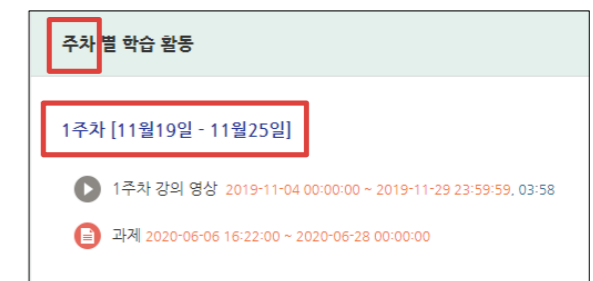 주차 별 학습 활동
1주차 [11월19일 - 11월25일]
1주차 강의 영상 2019-11-04 00:00:00 ~ 2019-11-29 23:59:59, 03:58
과제 2020-06-06 16:22:00 ~ 2020-06-28 00:00:00